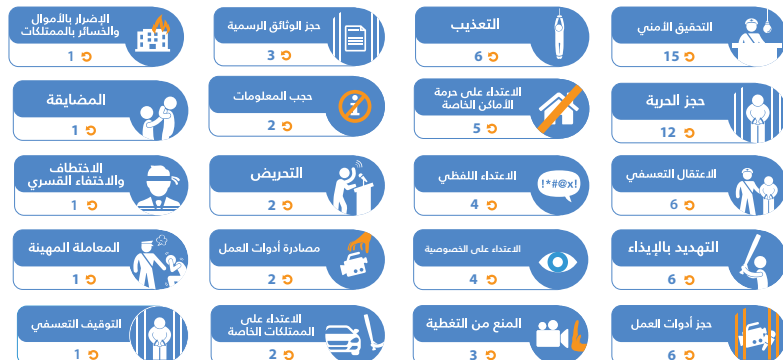 التحقيق الأمني
15
التعذيب
6
حجز الوثائق الرسمية
3
الإضرار بالأموال
والخسائر بالممتلكات
1
حجز الحرية
12
الاعتداء على حرمة
الأماكن الخاصة
5
حجب المعلومات
2
المضايقة
1
الاعتقال التعسفي
6
الاعتداء اللفظي
!*#@x!
4
التحريض
2
الاختطاف
والاختفاء القسري
1
التهديد بالإيذاء
6
الاعتداء على الخصوصية
4
مصادرة أدوات العمل
2
المعاملة المهينة
1
حجز أدوات العمل
6
المنع من التغطية
3
الاعتداء على
الممتلكات الخاصة
2
التوقيف التعسفي
1